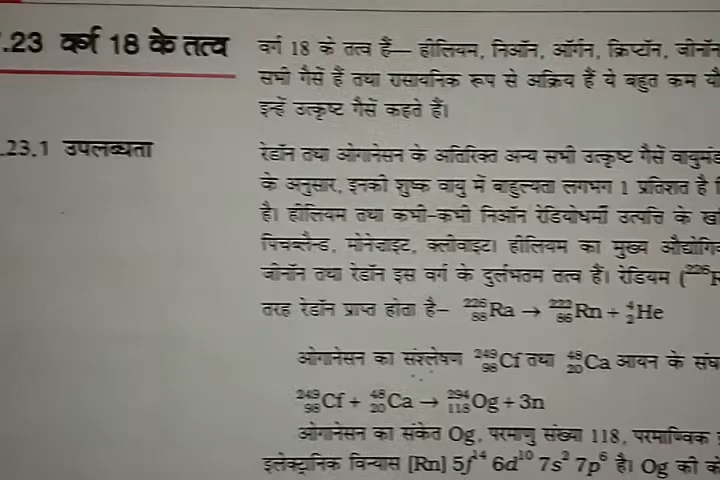 .23 वर्ग 18 के तत्व
वर्ग 18 के तत्व हैं— हीलियम, निऑन, ऑर्गन, क्रिप्टॉन, जीनॉन
सभी गैसें हैं तथा रासायनिक रूप से अक्रिय हैं ये बहुत कम यौ
इन्हें उत्कृष्ट गैसें कहते हैं।
.23.1 उपलब्धता
रेडॉन तथा ओगानेसन के अतिरिक्त अन्य सभी उत्कृष्ट गैसें वायुमंड
के अनुसार, इनकी शुष्क वायु में बाहुल्यता लगभग 1 प्रतिशत है
है। हीलियम तथा कभी-कभी निऑन रेडियोधर्मी उत्पत्ति के ख
पिचब्लैन्ड, मोनेज़ाइट, क्लीवाइट। हीलियम का मुख्य औद्योगि
जीनॉन तथा रेडॉन इस वर्ग के दुर्लभतम तत्व हैं। रेडियम (²²⁶R
तरह रेडॉन प्राप्त होता है– ²²⁶₈₈Ra → ²²²₈₆Rn + ⁴₂He
ओगानेसन का संश्लेषण ²⁴⁹₉₈Cf तथा ⁴⁸₂₀Ca आयन के संघ
²⁴⁹₉₈Cf + ⁴⁸₂₀Ca → ²⁹⁴₁₁₈Og + 3n
ओगानेसन का संकेत Og, परमाणु संख्या 118, परमाण्विक
इलेक्ट्रानिक विन्यास [Rn] 5f¹⁴ 6d¹⁰ 7s² 7p⁶ है। Og की क